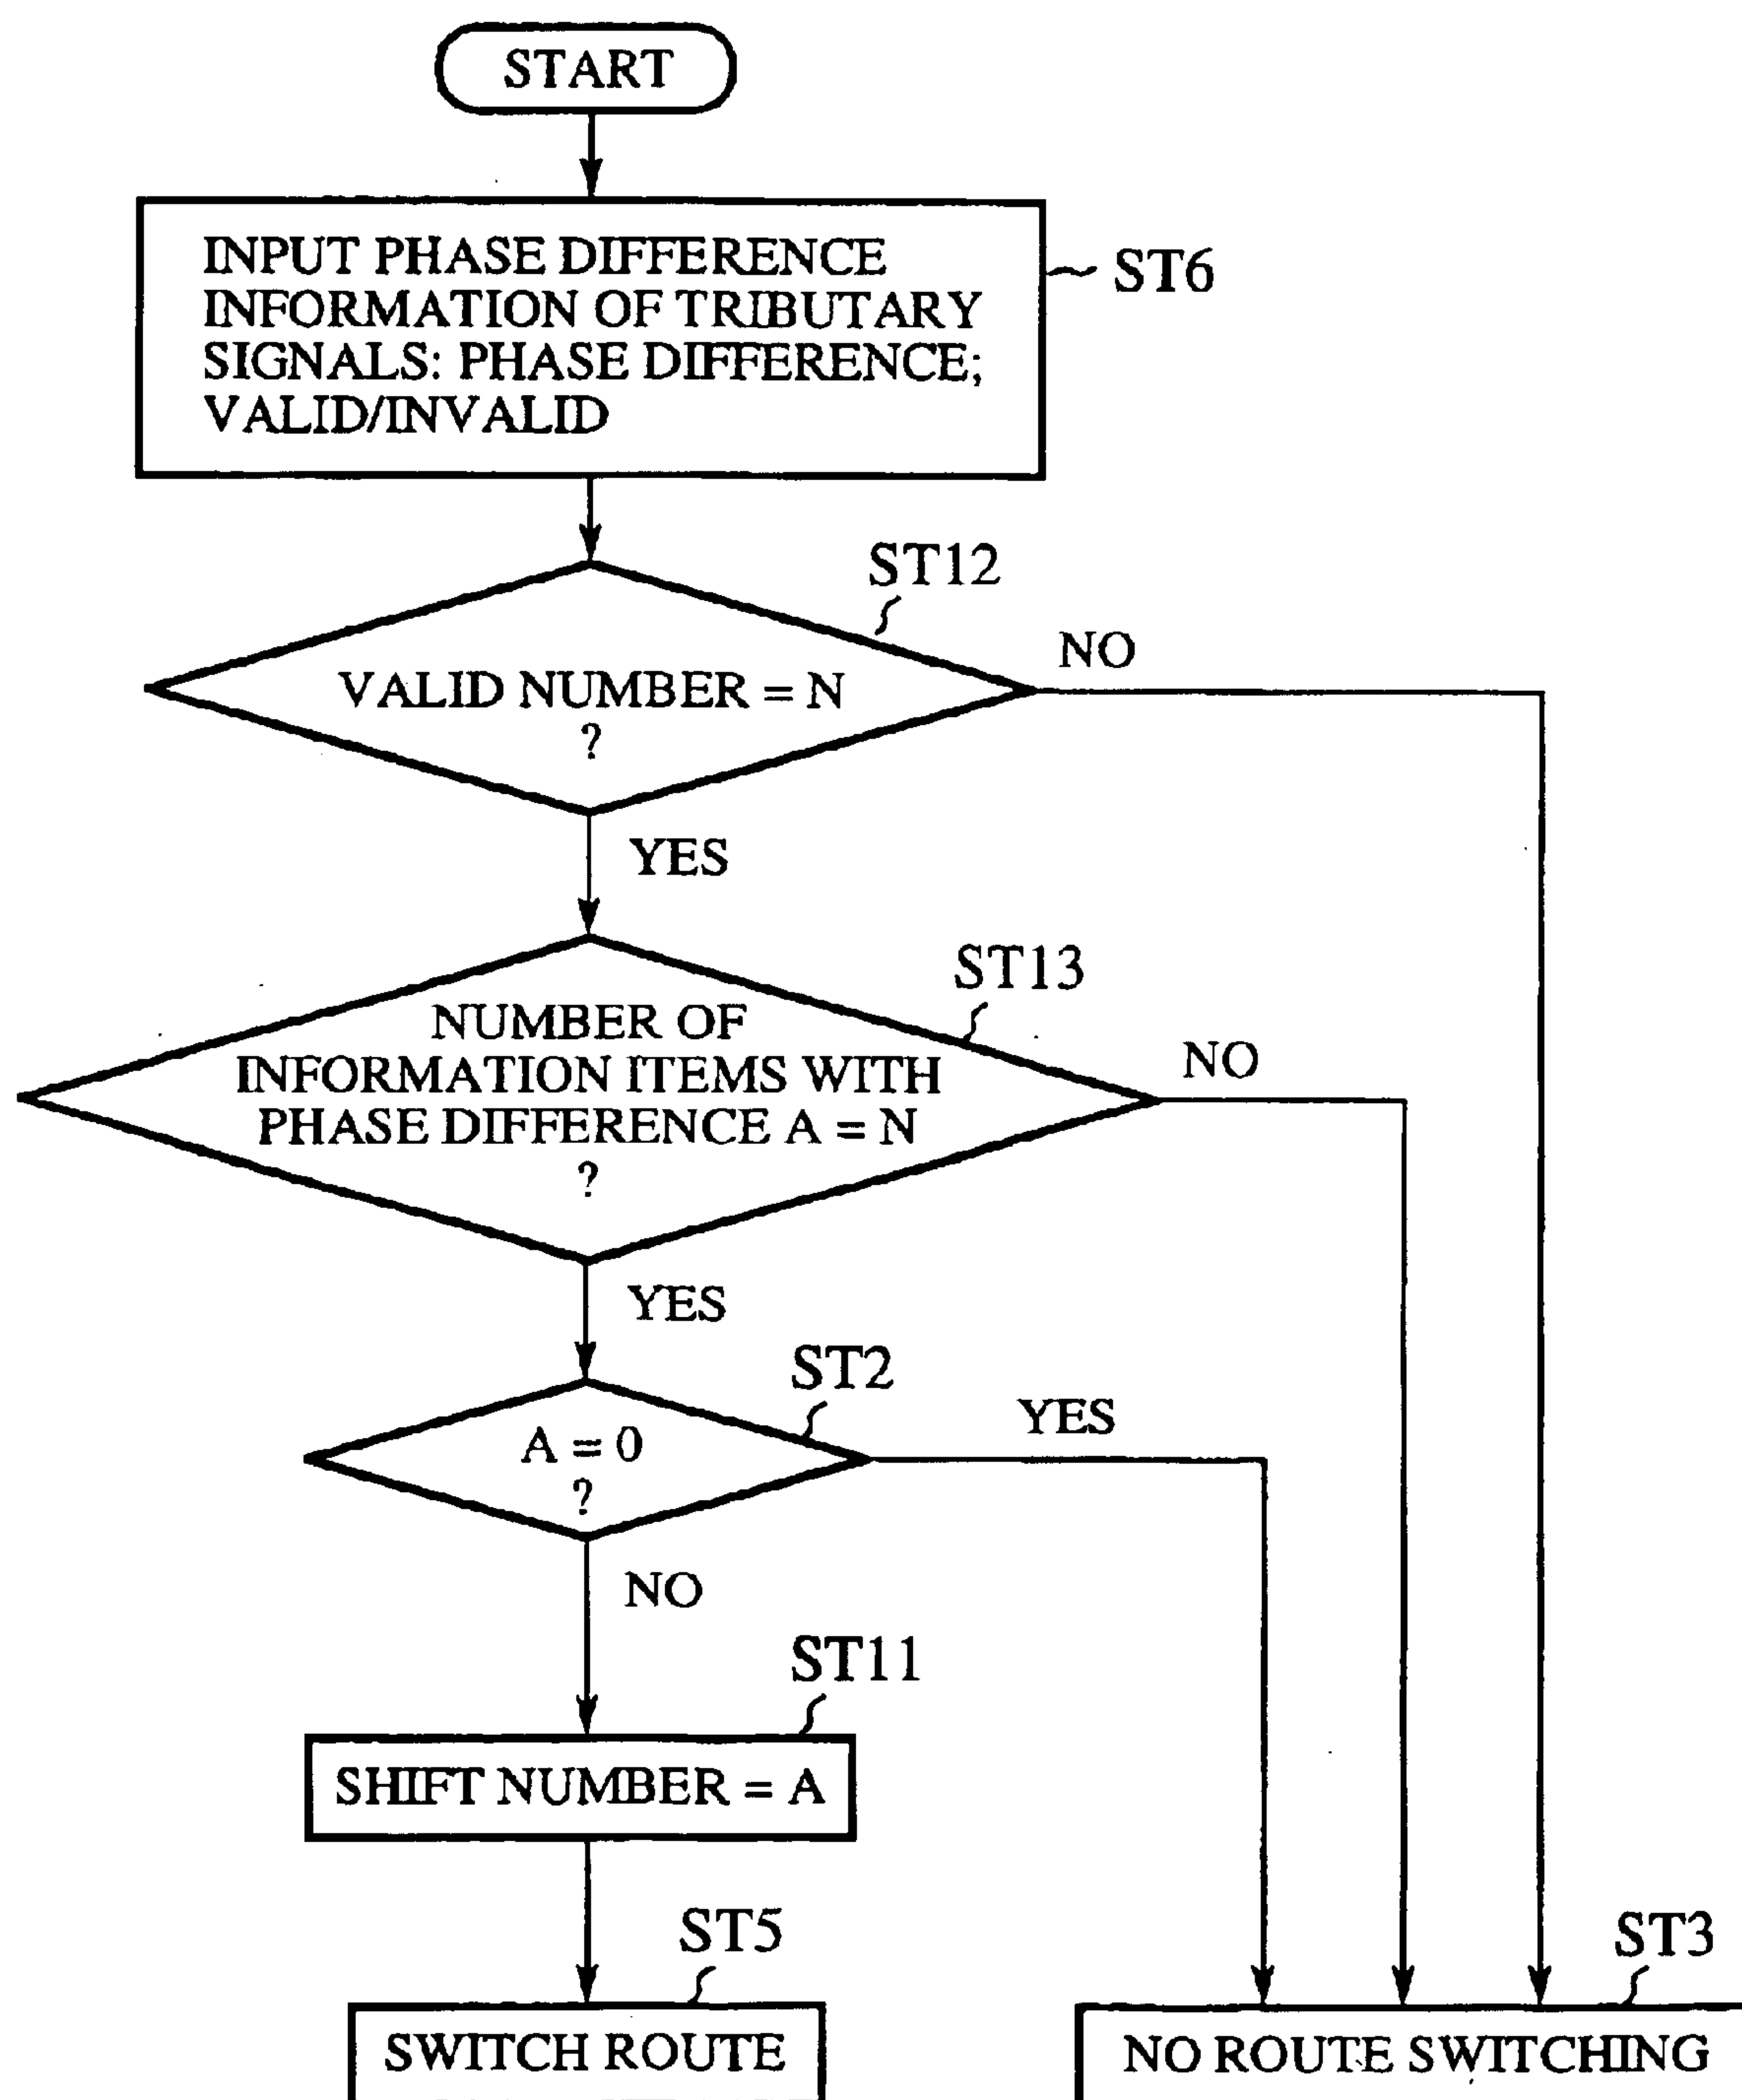 START
INPUT PHASE DIFFERENCE
INFORMATION OF TRIBUTARY
SIGNALS: PHASE DIFFERENCE;
VALID/INVALID
ST6
ST12
VALID NUMBER = N
?
NO
YES
ST13
NUMBER OF
INFORMATION ITEMS WITH
PHASE DIFFERENCE A = N
?
NO
YES
ST2
A = 0
?
YES
NO
ST11
SHIFT NUMBER = A
ST5
SWITCH ROUTE
ST3
NO ROUTE SWITCHING